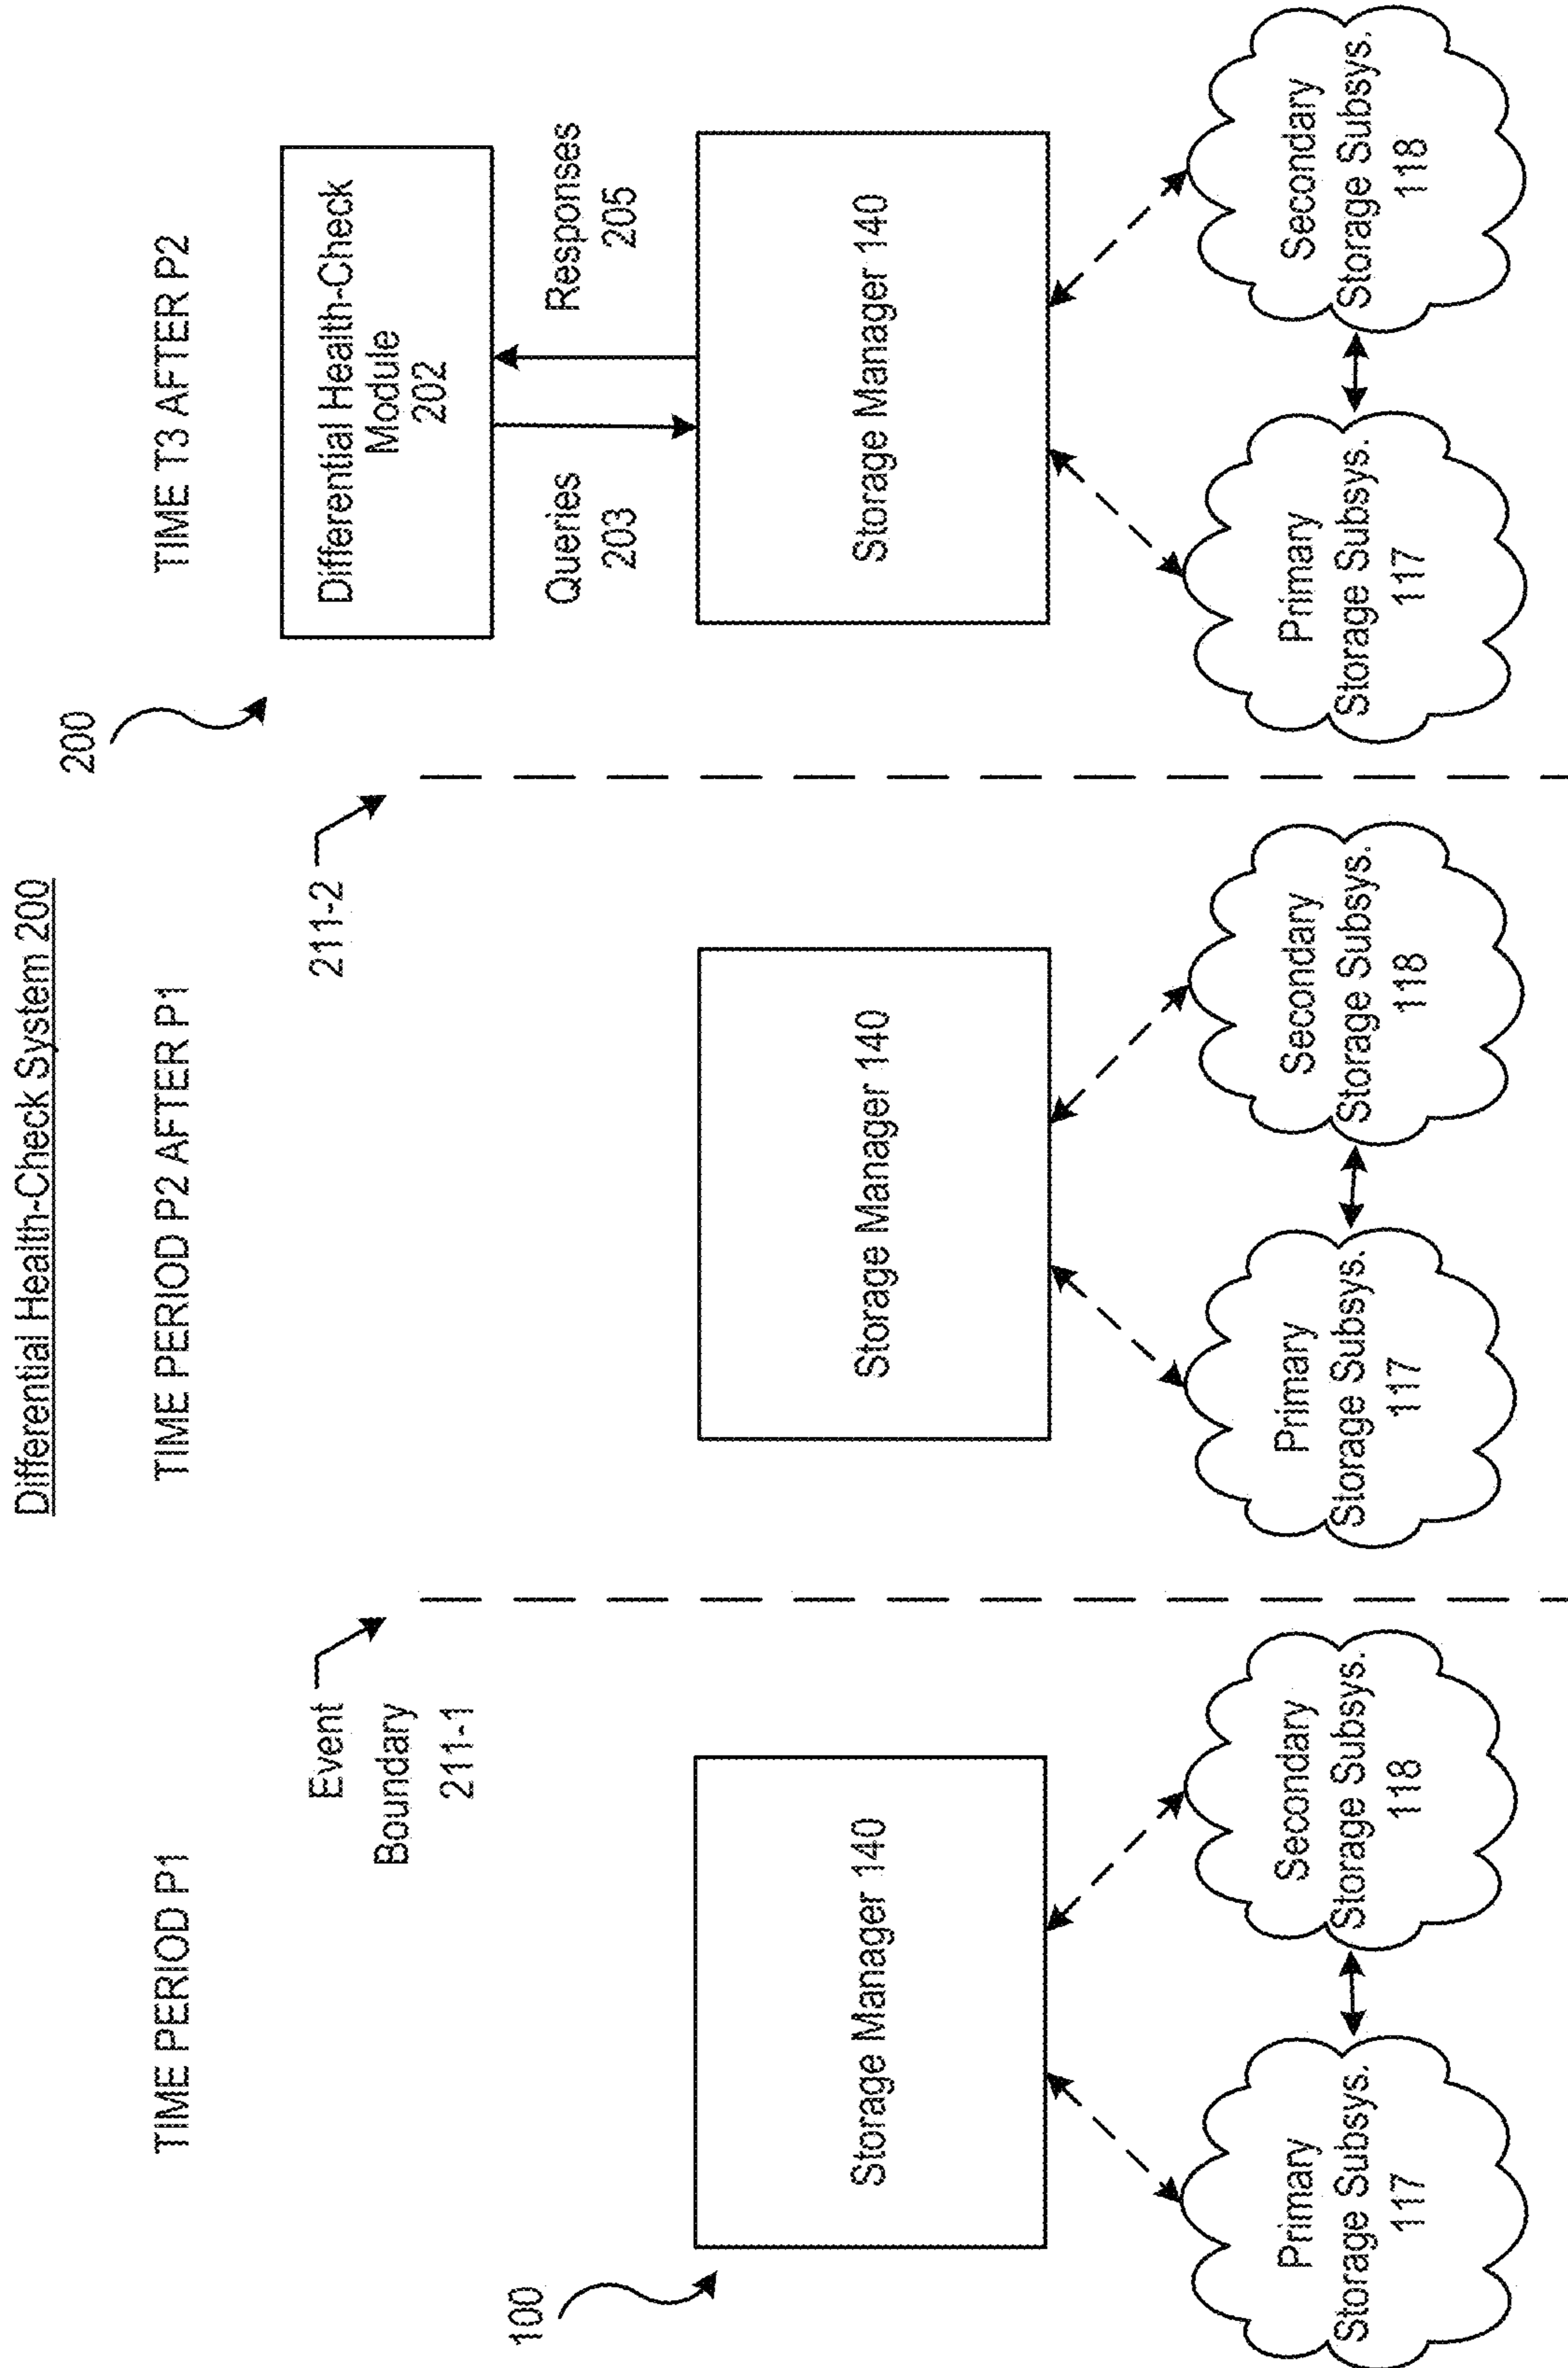 Differential Health-Check System 200
TIME PERIOD P1
TIME PERIOD P2 AFTER P1
TIME T3 AFTER P2
200
Event
Boundary
211-1
211-2
100
Storage Manager 140
Primary
Storage Subsys.
117
Secondary
Storage Subsys.
118
Storage Manager 140
Primary
Storage Subsys.
117
Secondary
Storage Subsys.
118
Differential Health-Check
Module
202
Queries
203
Responses
205
Storage Manager 140
Primary
Storage Subsys.
117
Secondary
Storage Subsys.
118